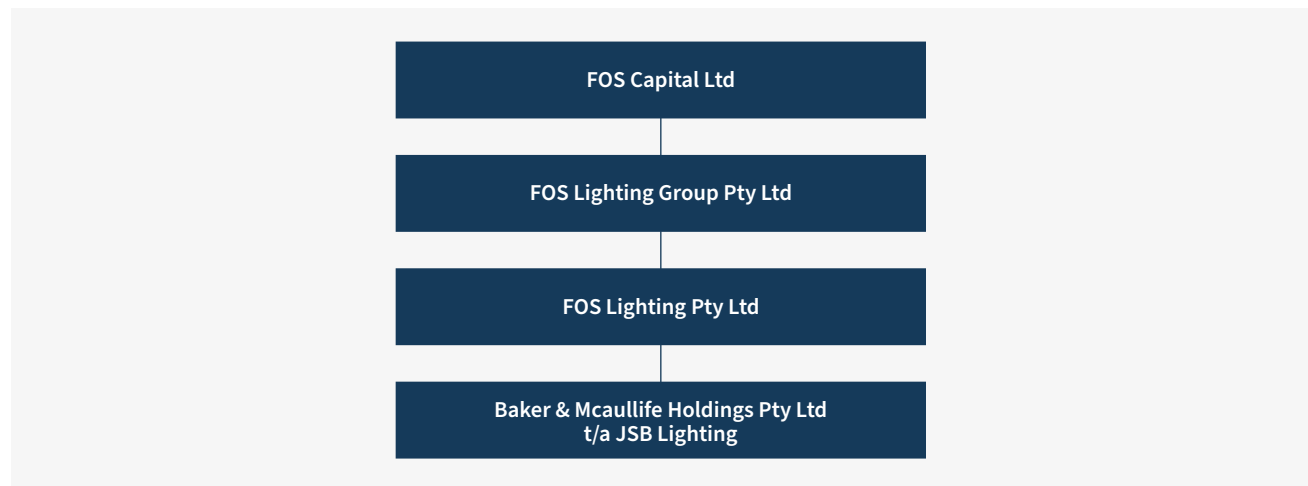 FOS Capital Ltd
FOS Lighting Group Pty Ltd
FOS Lighting Pty Ltd
Baker & Mcaullife Holdings Pty Ltd
t/a JSB Lighting